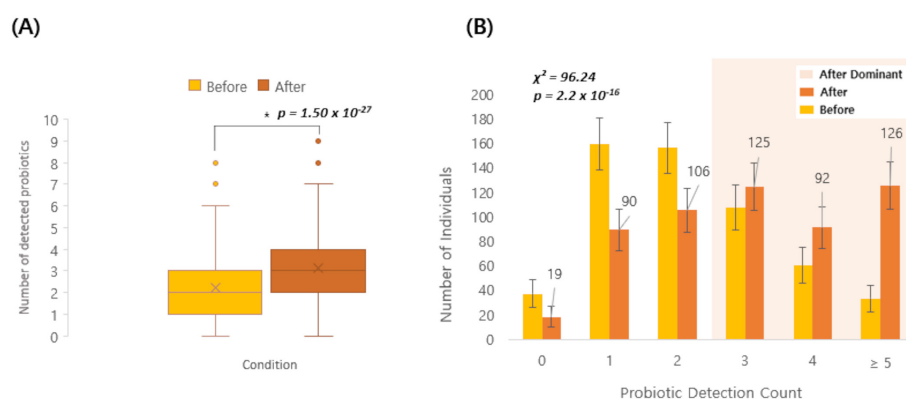 (A)
Before After
* p = 1.50 x 10-27
10
9
8
7
6
5
4
3
2
1
0
Number of detected probiotics
Condition
(B)
χ² = 96.24
p = 2.2 x 10-16
After Dominant
After
Before
200
180
160
140
120
100
80
60
40
20
0
Number of Individuals
19
90
106
125
92
126
0 1 2 3 4 ≥ 5
Probiotic Detection Count